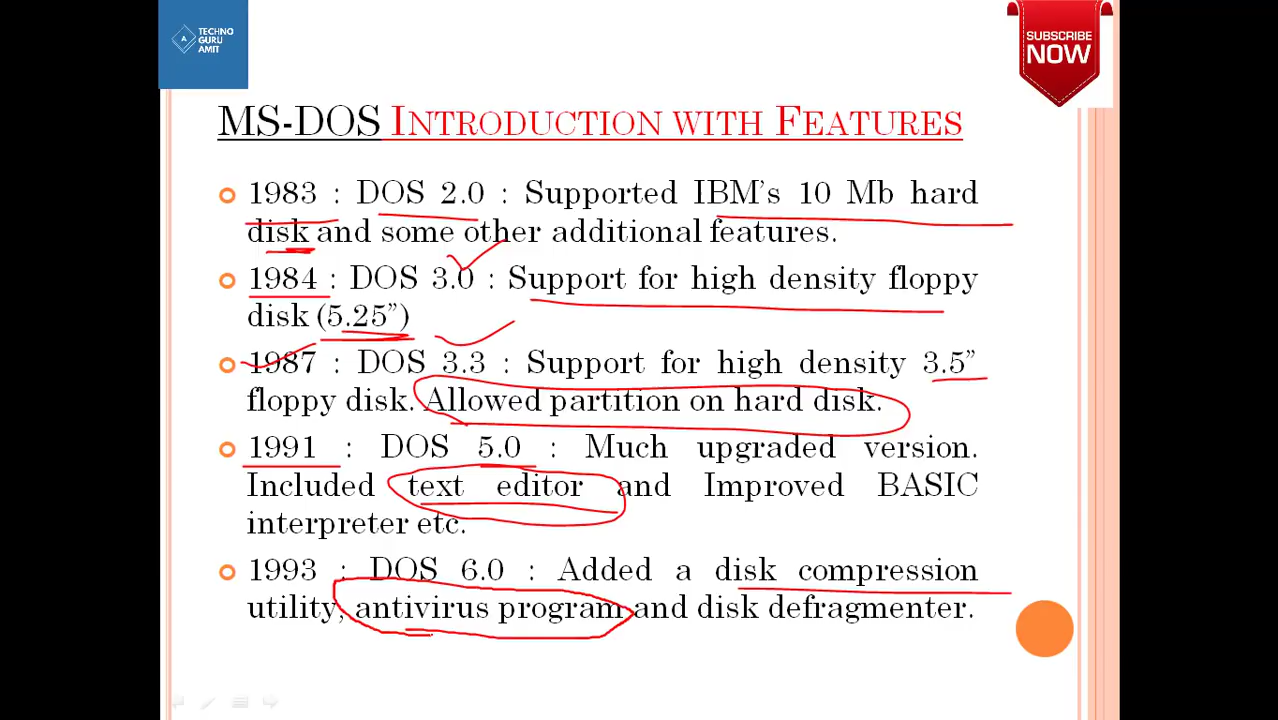 A
TECHNO
GURU
AMIT
SUBSCRIBE
NOW
MS-DOS INTRODUCTION WITH FEATURES
1983 : DOS 2.0 : Supported IBM's 10 Mb hard
disk and some other additional features.
1984 : DOS 3.0 : Support for high density floppy
disk (5.25”)
1987 : DOS 3.3 : Support for high density 3.5”
floppy disk. Allowed partition on hard disk.
1991 : DOS 5.0 : Much upgraded version.
Included text editor and Improved BASIC
interpreter etc.
1993 : DOS 6.0 : Added a disk compression
utility, antivirus program and disk defragmenter.